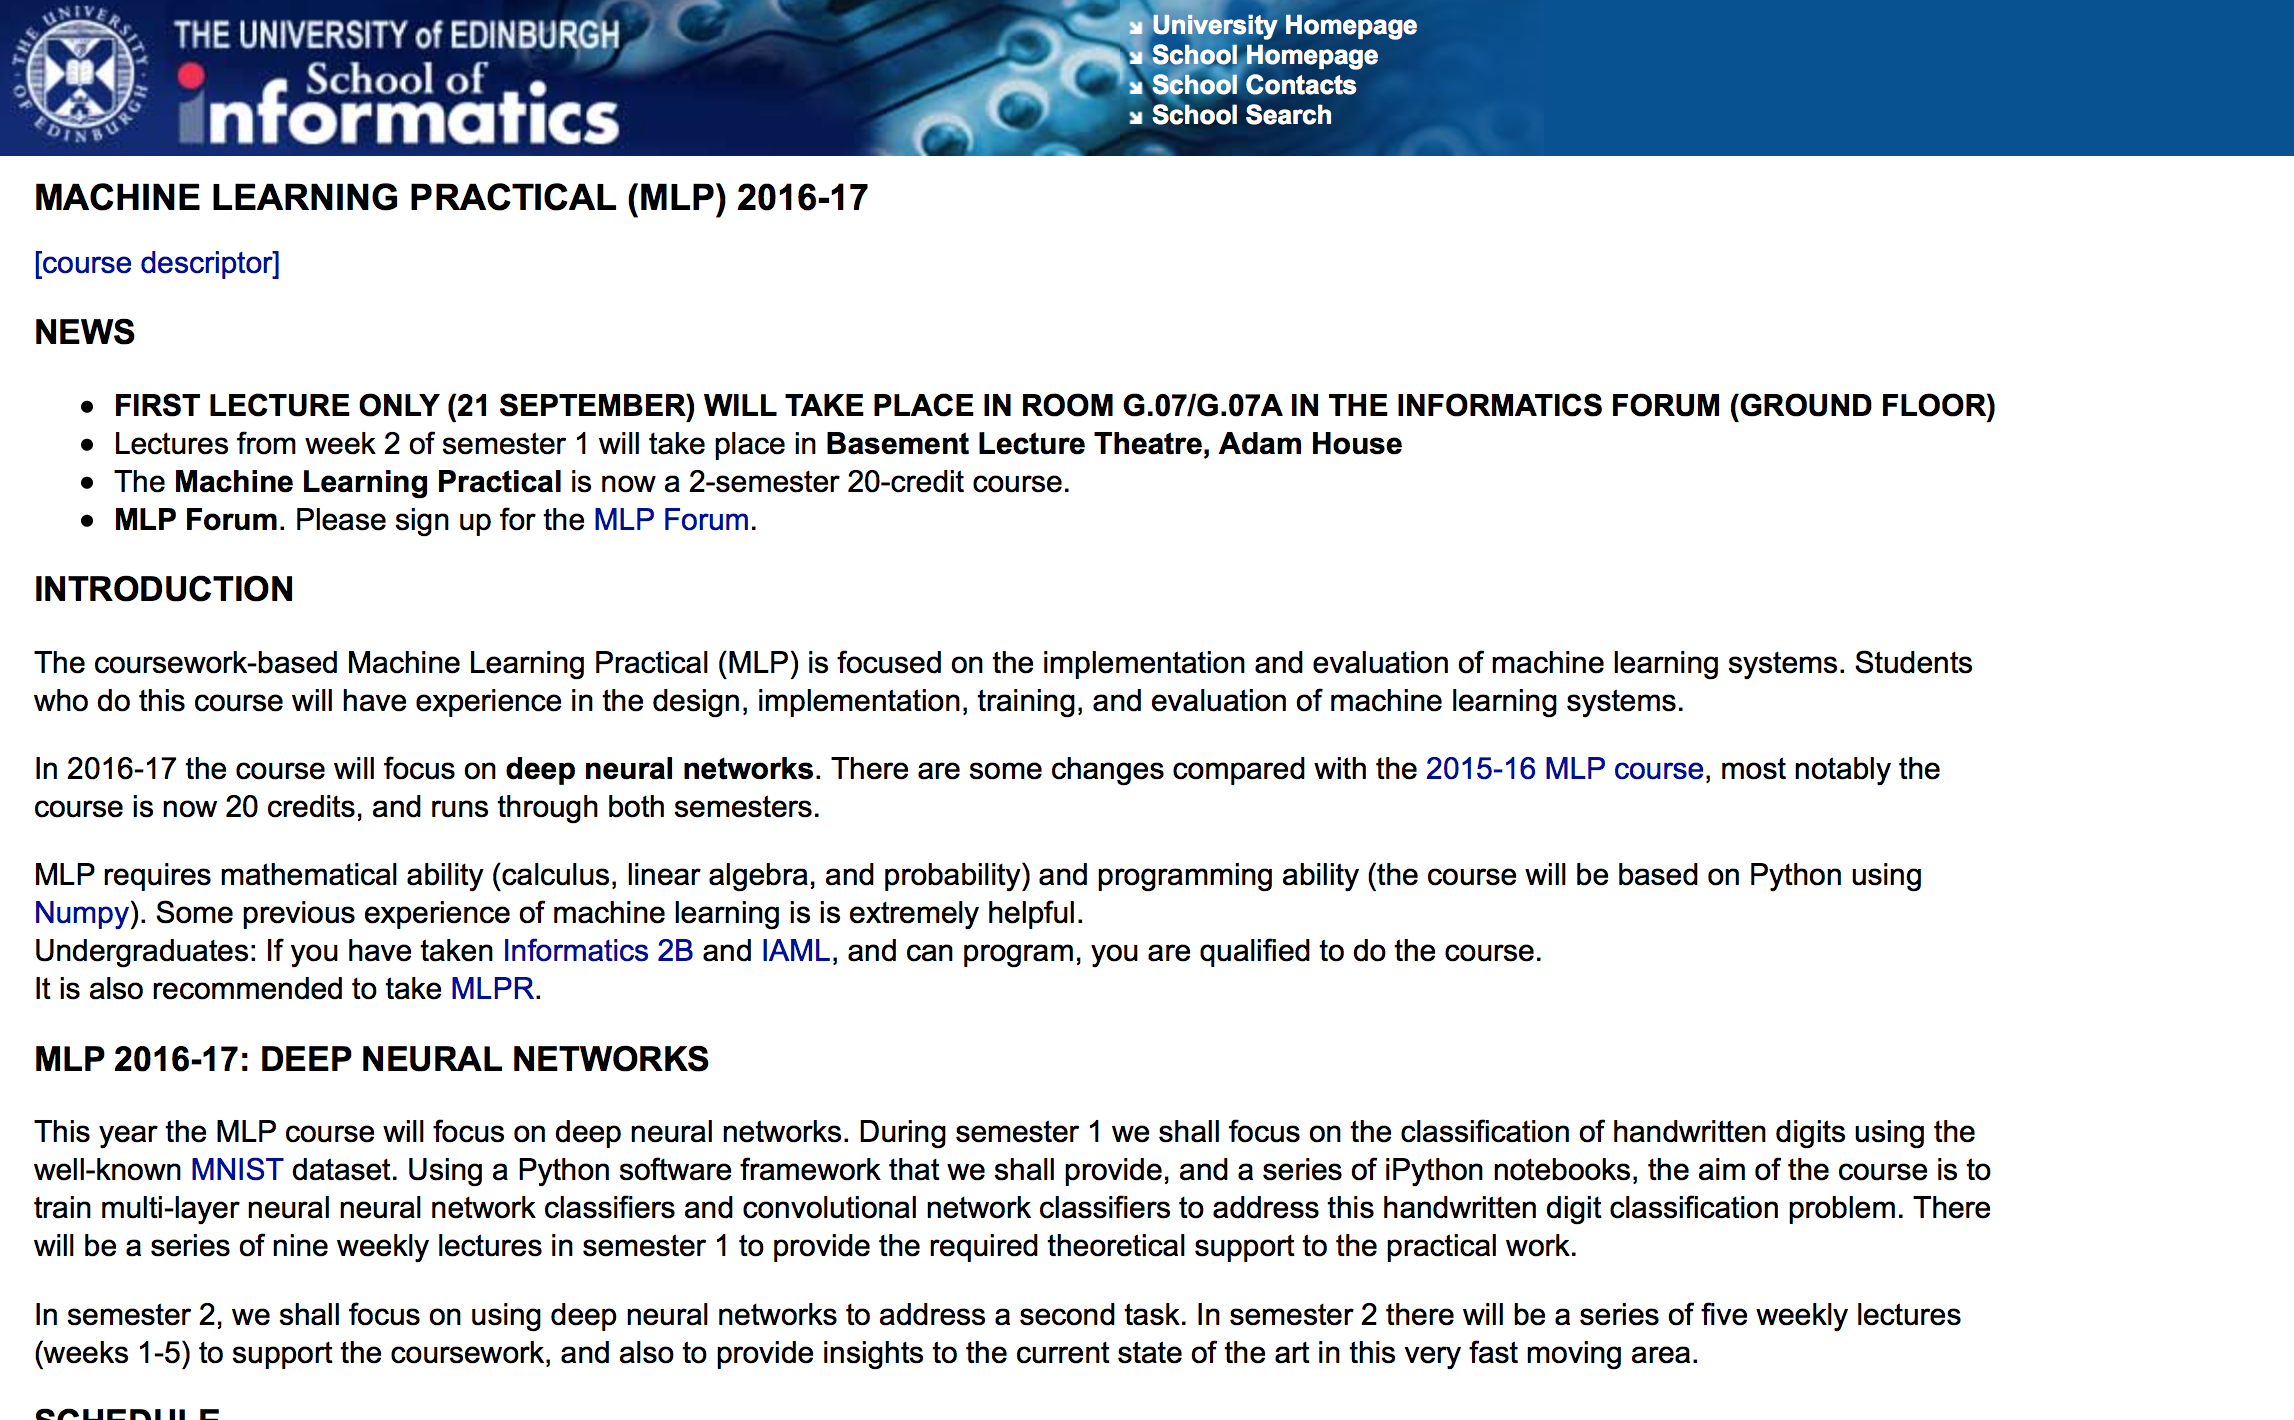 THE UNIVERSITY of EDINBURGH
School of
informatics
THE UNIVERSITY OF EDINBURGH
University Homepage
School Homepage
School Contacts
School Search
MACHINE LEARNING PRACTICAL (MLP) 2016-17
[course descriptor]
NEWS
• FIRST LECTURE ONLY (21 SEPTEMBER) WILL TAKE PLACE IN ROOM G.07/G.07A IN THE INFORMATICS FORUM (GROUND FLOOR)
• Lectures from week 2 of semester 1 will take place in Basement Lecture Theatre, Adam House
• The Machine Learning Practical is now a 2-semester 20-credit course.
• MLP Forum. Please sign up for the MLP Forum.
INTRODUCTION
The coursework-based Machine Learning Practical (MLP) is focused on the implementation and evaluation of machine learning systems. Students
who do this course will have experience in the design, implementation, training, and evaluation of machine learning systems.
In 2016-17 the course will focus on deep neural networks. There are some changes compared with the 2015-16 MLP course, most notably the
course is now 20 credits, and runs through both semesters.
MLP requires mathematical ability (calculus, linear algebra, and probability) and programming ability (the course will be based on Python using
Numpy). Some previous experience of machine learning is is extremely helpful.
Undergraduates: If you have taken Informatics 2B and IAML, and can program, you are qualified to do the course.
It is also recommended to take MLPR.
MLP 2016-17: DEEP NEURAL NETWORKS
This year the MLP course will focus on deep neural networks. During semester 1 we shall focus on the classification of handwritten digits using the
well-known MNIST dataset. Using a Python software framework that we shall provide, and a series of iPython notebooks, the aim of the course is to
train multi-layer neural neural network classifiers and convolutional network classifiers to address this handwritten digit classification problem. There
will be a series of nine weekly lectures in semester 1 to provide the required theoretical support to the practical work.
In semester 2, we shall focus on using deep neural networks to address a second task. In semester 2 there will be a series of five weekly lectures
(weeks 1-5) to support the coursework, and also to provide insights to the current state of the art in this very fast moving area.
SCHEDULE